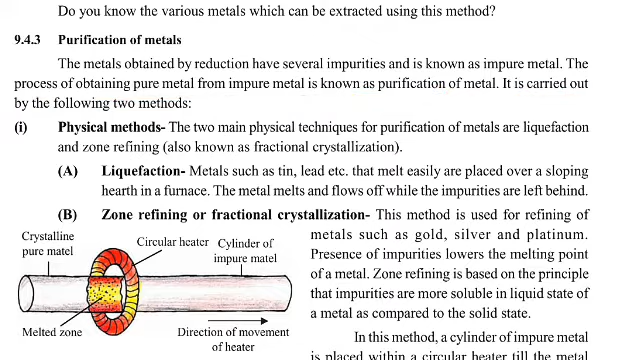 Do you know the various metals which can be extracted using this method?
9.4.3 Purification of metals
The metals obtained by reduction have several impurities and is known as impure metal. The
process of obtaining pure metal from impure metal is known as purification of metal. It is carried out
by the following two methods:
(i) Physical methods- The two main physical techniques for purification of metals are liquefaction
and zone refining (also known as fractional crystallization).
(A) Liquefaction- Metals such as tin, lead etc. that melt easily are placed over a sloping
hearth in a furnace. The metal melts and flows off while the impurities are left behind.
(B) Zone refining or fractional crystallization- This method is used for refining of
metals such as gold, silver and platinum.
Presence of impurities lowers the melting point
of a metal. Zone refining is based on the principle
that impurities are more soluble in liquid state of
a metal as compared to the solid state.
In this method, a cylinder of impure metal
is placed within a circular heater till the metal
Crystalline
pure matel
Circular heater
Cylinder of
impure matel
Melted zone
Direction of movement
of heater